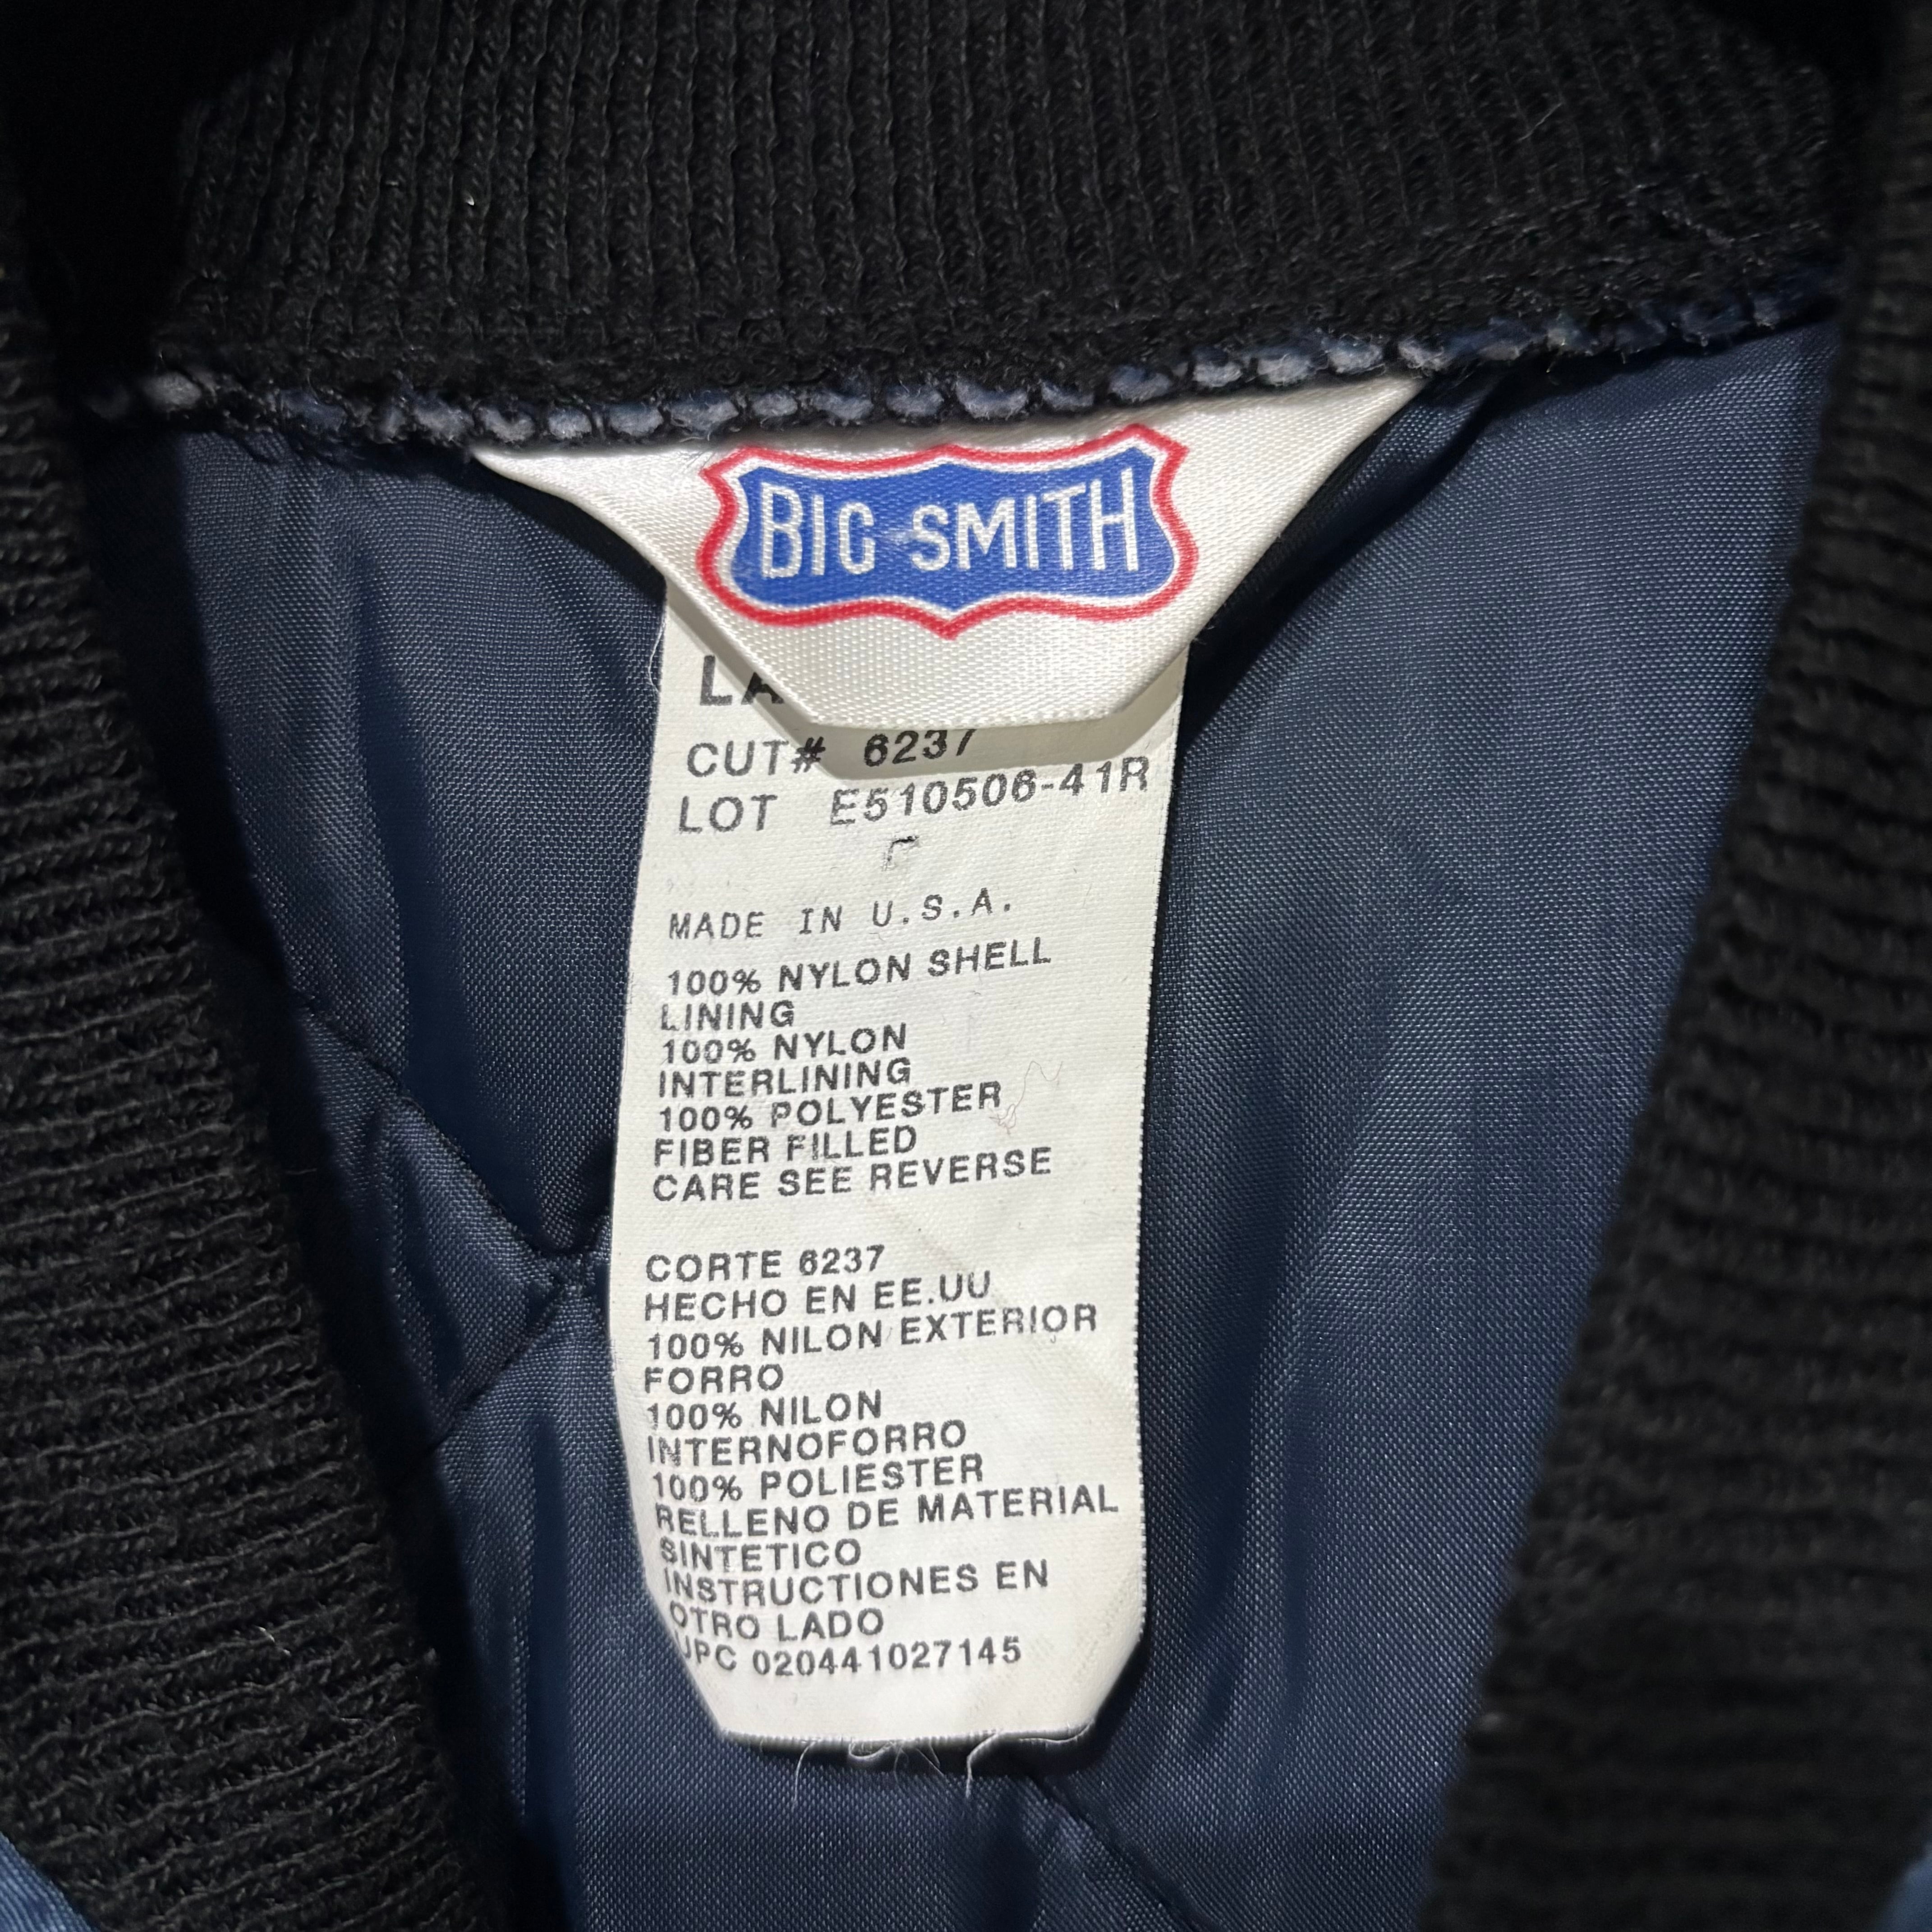 BIG SMITH
CUT# 6237
LOT E510506-41R
MADE IN U.S.A.
100% NYLON SHELL
LINING
100% NYLON
INTERLINING
100% POLYESTER
FIBER FILLED
CARE SEE REVERSE
CORTE 6237
HECHO EN EE.UU
100% NILON EXTERIOR
FORRO
100% NILON
INTERNOFORRO
100% POLIESTER
RELLENO DE MATERIAL
SINTETICO
INSTRUCTIONES EN
OTRO LADO
UPC 020441027145